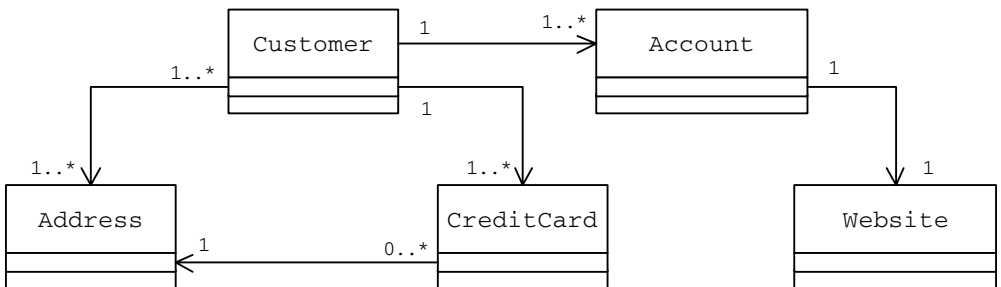 Customer
1
1..*
Account
1..*
1
1
1..*
1..*
1
Address
CreditCard
Website
1
0..*